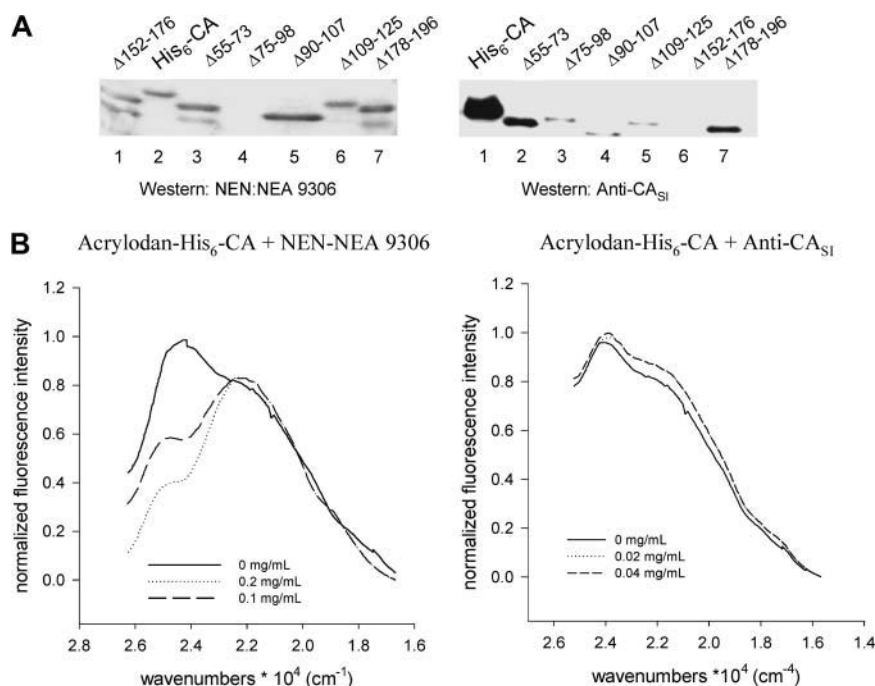 A
Δ152-176 His6-CA Δ55-73 Δ75-98 Δ90-107 Δ109-125 Δ178-196
1 2 3 4 5 6 7
Western: NEN:NEA 9306
His6-CA Δ55-73 Δ75-98 Δ90-107 Δ109-125 Δ152-176 Δ178-196
1 2 3 4 5 6 7
Western: Anti-CASI
B
Acrylodan-His6-CA + NEN-NEA 9306
normalized fluorescence intensity
1.2
1.0
0.8
0.6
0.4
0.2
0.0
0 mg/mL
0.2 mg/mL
0.1 mg/mL
2.8 2.6 2.4 2.2 2.0 1.8 1.6
wavenumbers * 10⁴ (cm⁻¹)
Acrylodan-His6-CA + Anti-CASI
normalized fluorescence intensity
1.2
1.0
0.8
0.6
0.4
0.2
0.0
0 mg/mL
0.02 mg/mL
0.04 mg/mL
2.6 2.4 2.2 2.0 1.8 1.6 1.4
wavenumbers *10⁴ (cm⁻⁴)